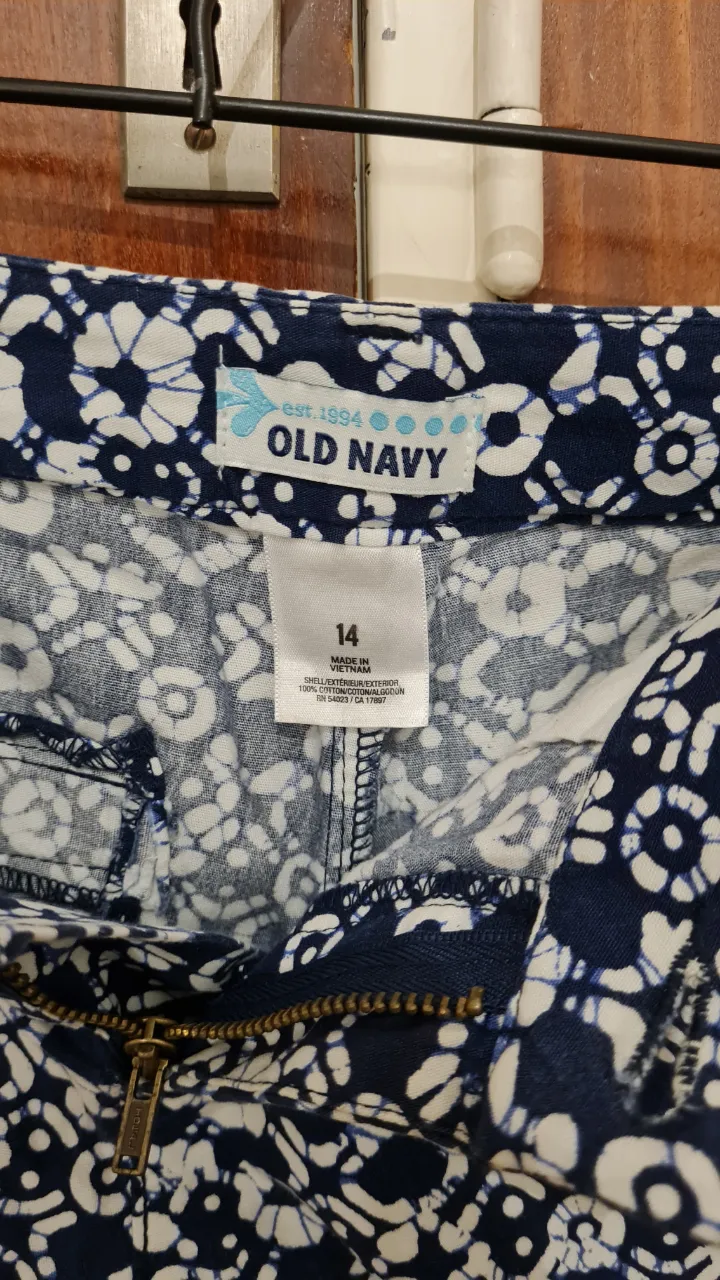 est.1994
OLD NAVY
14
MADE IN
VIETNAM
SHELL/EXTÉRIEUR/EXTERIOR
100% COTTON/COTON/ALGODÓN
RN 54023 / CA 17897